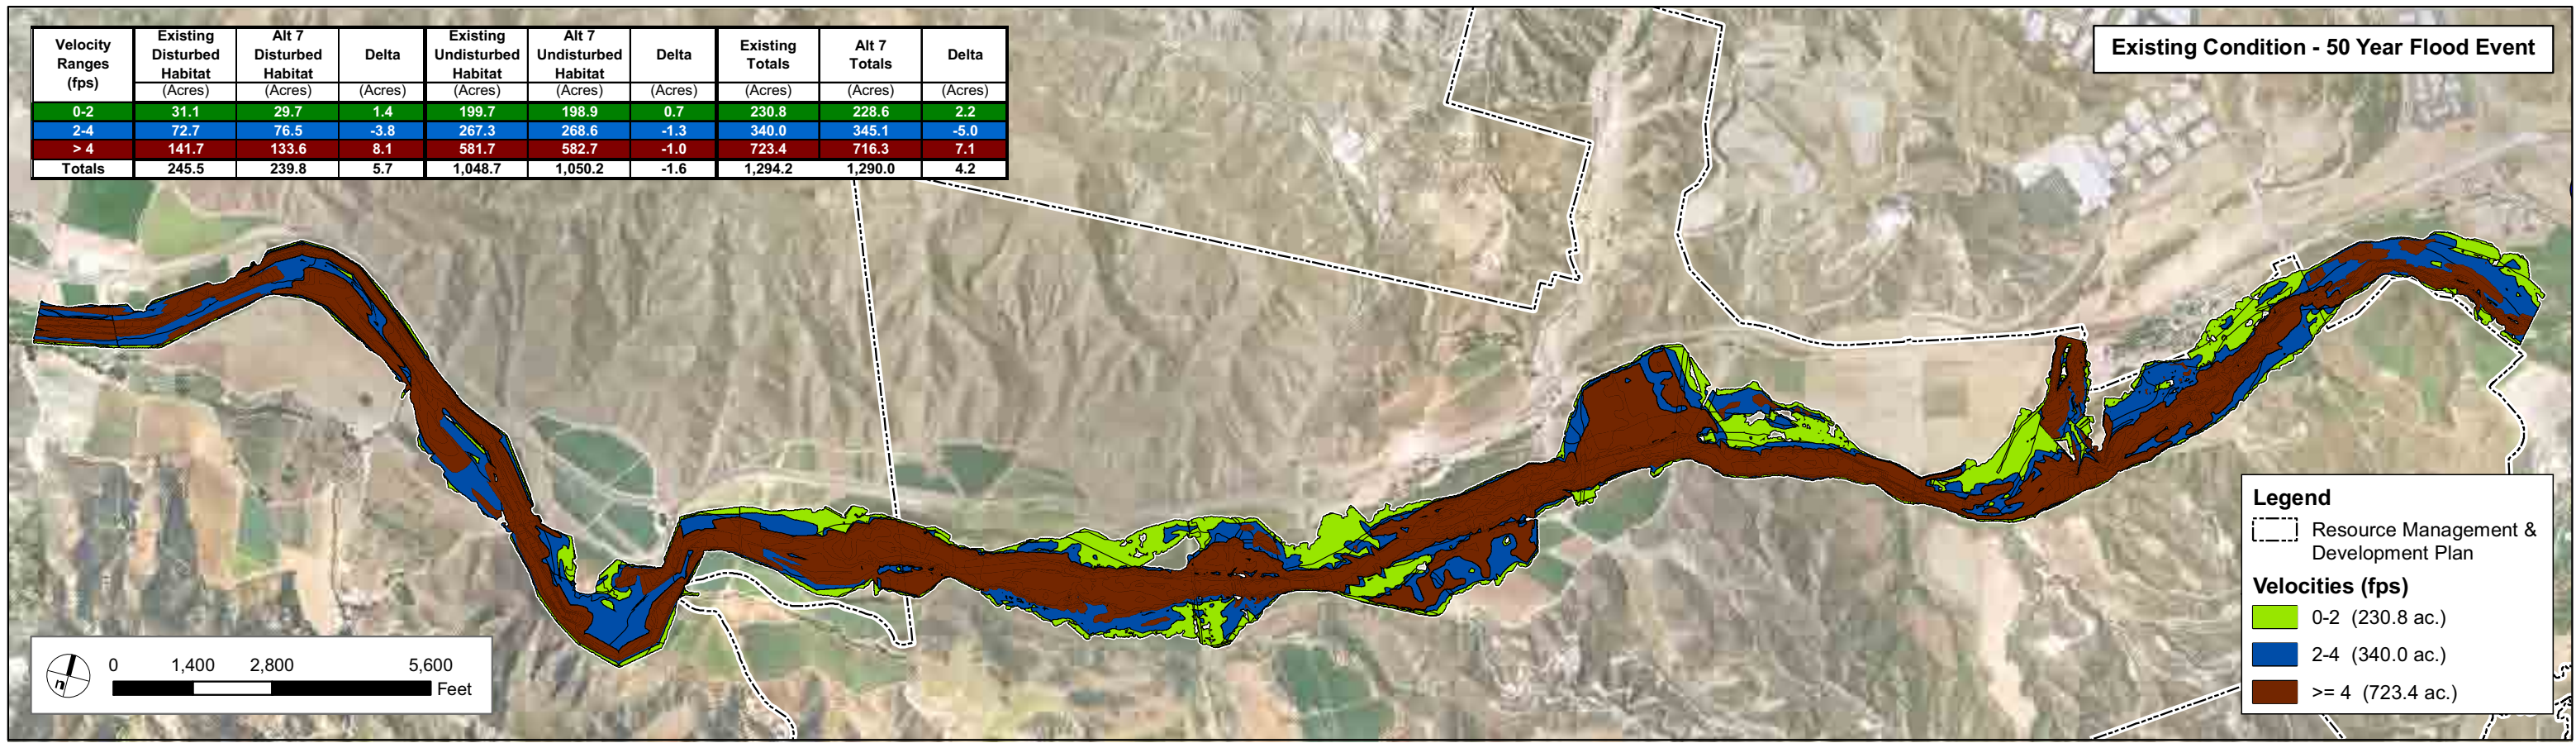 Velocity Ranges (fps) | Existing Disturbed Habitat (Acres) | Alt 7 Disturbed Habitat (Acres) | Delta (Acres) | Existing Undisturbed Habitat (Acres) | Alt 7 Undisturbed Habitat (Acres) | Delta (Acres) | Existing Totals (Acres) | Alt 7 Totals (Acres) | Delta (Acres)
0-2 31.1 29.7 1.4 199.7 198.9 0.7 230.8 228.6 2.2
2-4 72.7 76.5 -3.8 267.3 268.6 -1.3 340.0 345.1 -5.0
> 4 141.7 133.6 8.1 581.7 582.7 -1.0 723.4 716.3 7.1
Totals 245.5 239.8 5.7 1,048.7 1,050.2 -1.6 1,294.2 1,290.0 4.2
Existing Condition - 50 Year Flood Event
n
0 1,400 2,800 5,600
Feet
Legend
Resource Management &
Development Plan
Velocities (fps)
0-2 (230.8 ac.)
2-4 (340.0 ac.)
>= 4 (723.4 ac.)